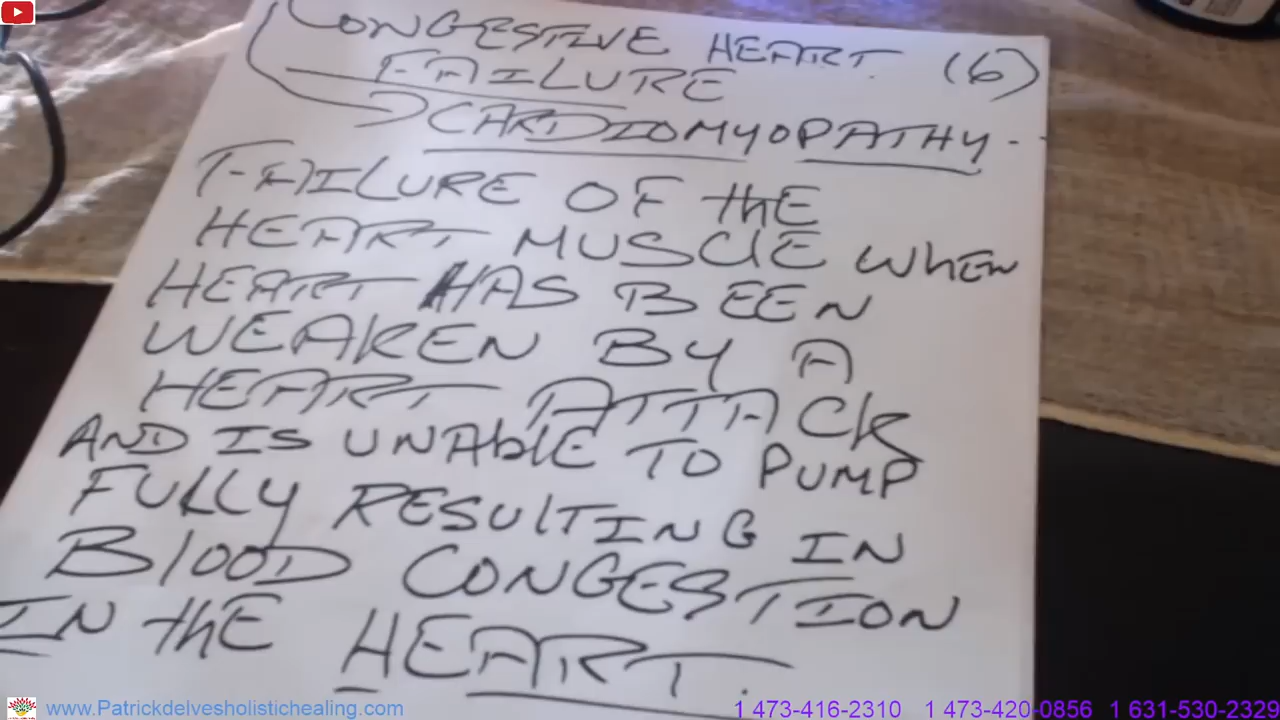 CONGESTIVE HEART (6)
FAILURE
CARDIOMYOPATHY.
FAILURE OF thE
HEART MUSClE WhEN
HEART HAS BEEN
WEAKEN BY A
HEART ATTACK
AND IS UNAblE TO PUMP
FULLY RESUlTING IN
BlOOD CONGESTION
IN thE HEART.
www.Patrickdelvesholistichealing.com 1 473-416-2310 1 473-420-0856 1 631-530-2329